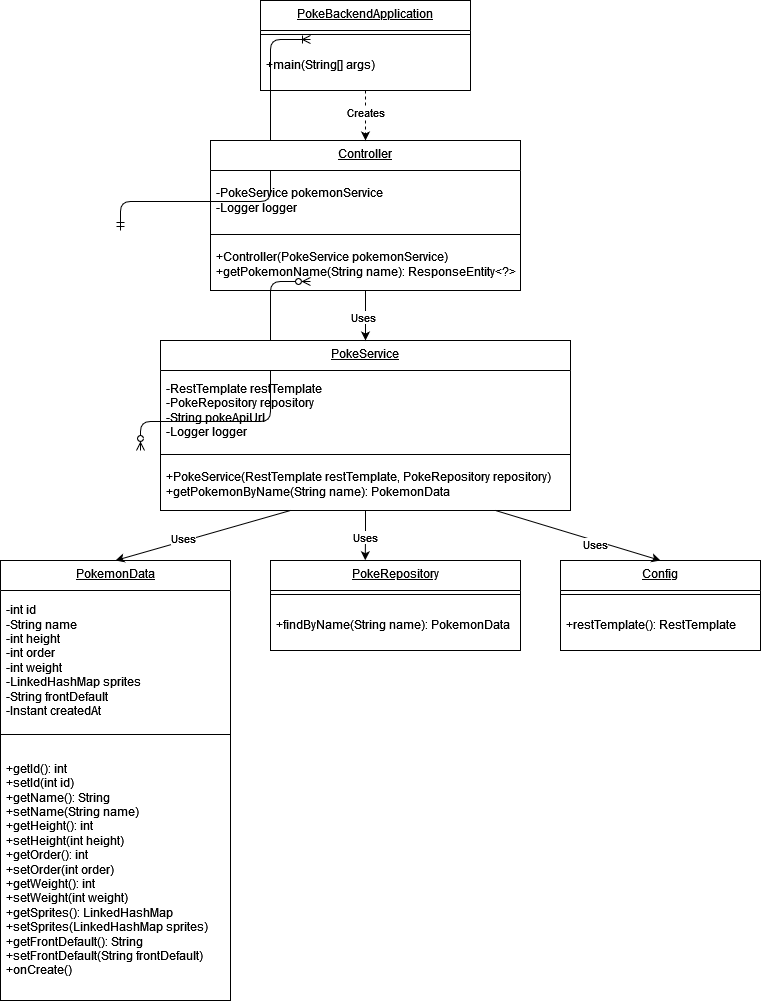 PokeBackendApplication
+main(String[] args)
Creates
Controller
-PokeService pokemonService
-Logger logger
+Controller(PokeService pokemonService)
+getPokemonName(String name): ResponseEntity<?>
Uses
PokeService
-RestTemplate restTemplate
-PokeRepository repository
-String pokeApiUrl
-Logger logger
+PokeService(RestTemplate restTemplate, PokeRepository repository)
+getPokemonByName(String name): PokemonData
Uses
Uses
Uses
PokemonData
-int id
-String name
-int height
-int order
-int weight
-LinkedHashMap sprites
-String frontDefault
-Instant createdAt
+getId(): int
+setId(int id)
+getName(): String
+setName(String name)
+getHeight(): int
+setHeight(int height)
+getOrder(): int
+setOrder(int order)
+getWeight(): int
+setWeight(int weight)
+getSprites(): LinkedHashMap
+setSprites(LinkedHashMap sprites)
+getFrontDefault(): String
+setFrontDefault(String frontDefault)
+onCreate()
PokeRepository
+findByName(String name): PokemonData
Config
+restTemplate(): RestTemplate